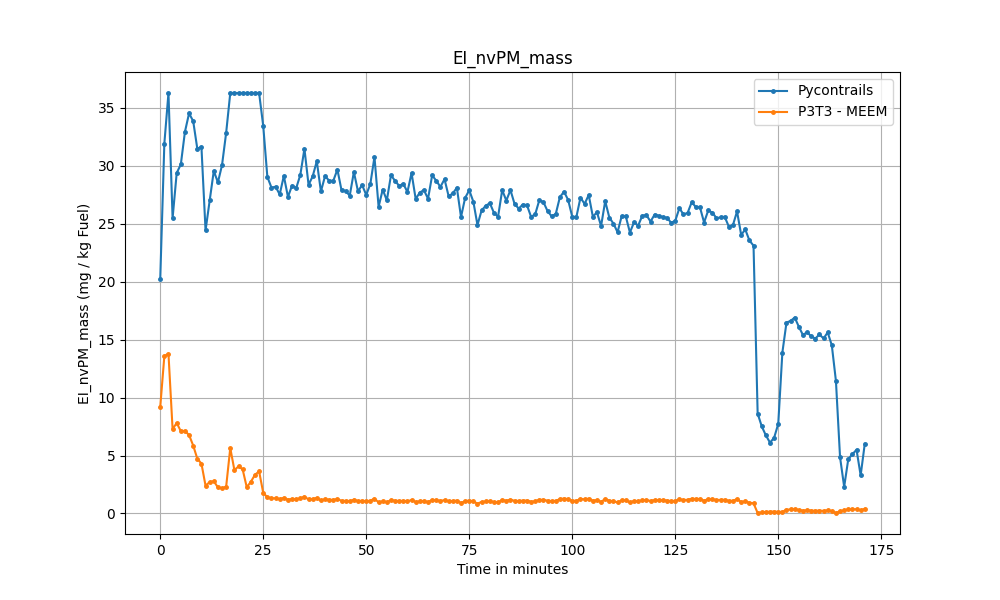 EI_nvPM_mass
Pycontrails
P3T3 - MEEM
EI_nvPM_mass (mg / kg Fuel)
35
30
25
20
15
10
5
0
0 25 50 75 100 125 150 175
Time in minutes